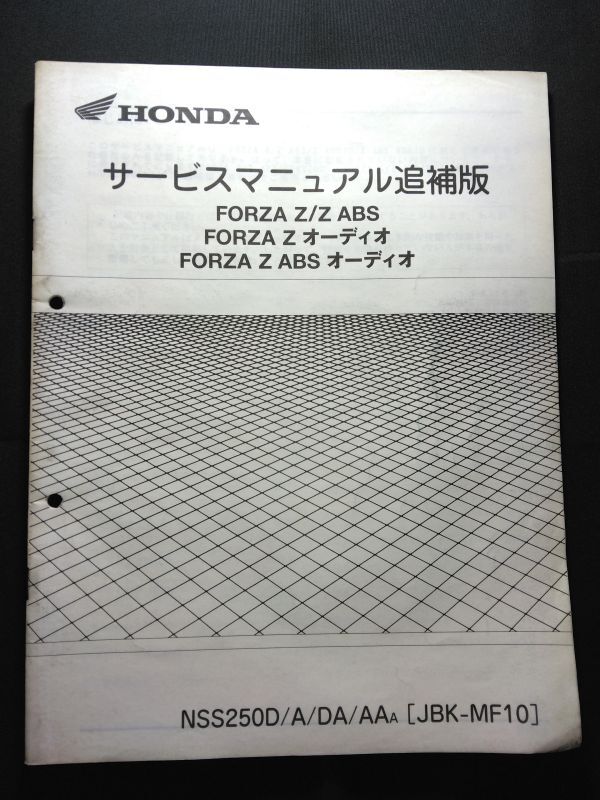 HONDA
サービスマニュアル追補版
FORZA Z/Z ABS
FORZA Z オーディオ
FORZA Z ABS オーディオ
NSS250D/A/DA/AAA [JBK-MF10]